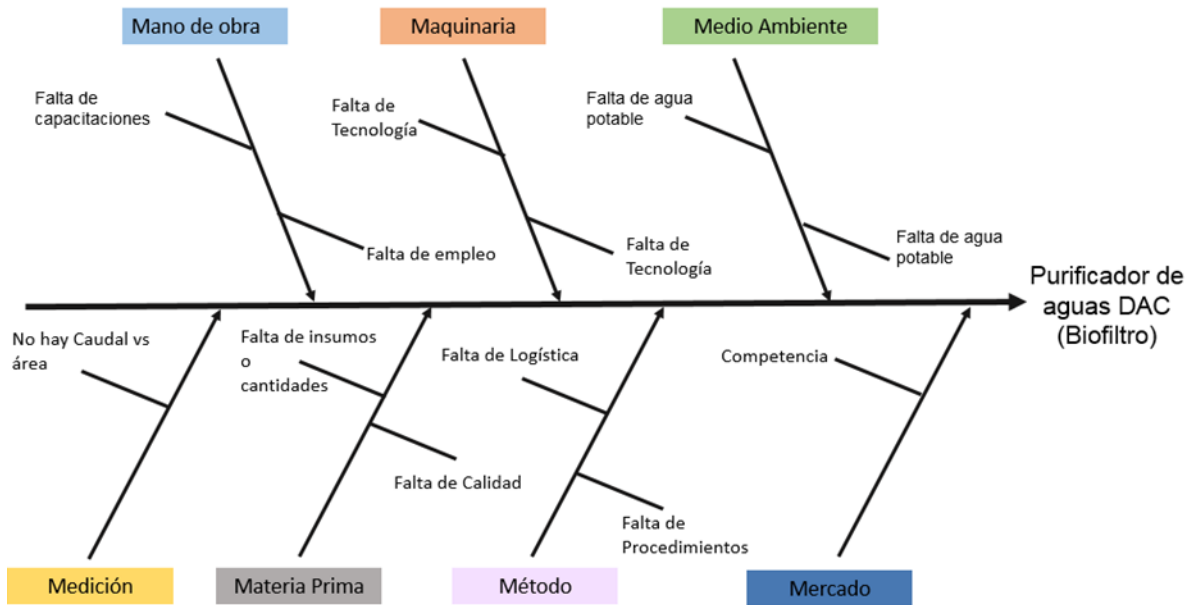 Mano de obra
Maquinaria
Medio Ambiente
Falta de
capacitaciones
Falta de
Tecnología
Falta de agua
potable
Falta de empleo
Falta de
Tecnología
Falta de agua
potable
Purificador de
aguas DAC
(Biofiltro)
No hay Caudal vs
área
Falta de insumos
o
cantidades
Falta de Logística
Competencia
Falta de Calidad
Falta de
Procedimientos
Medición
Materia Prima
Método
Mercado